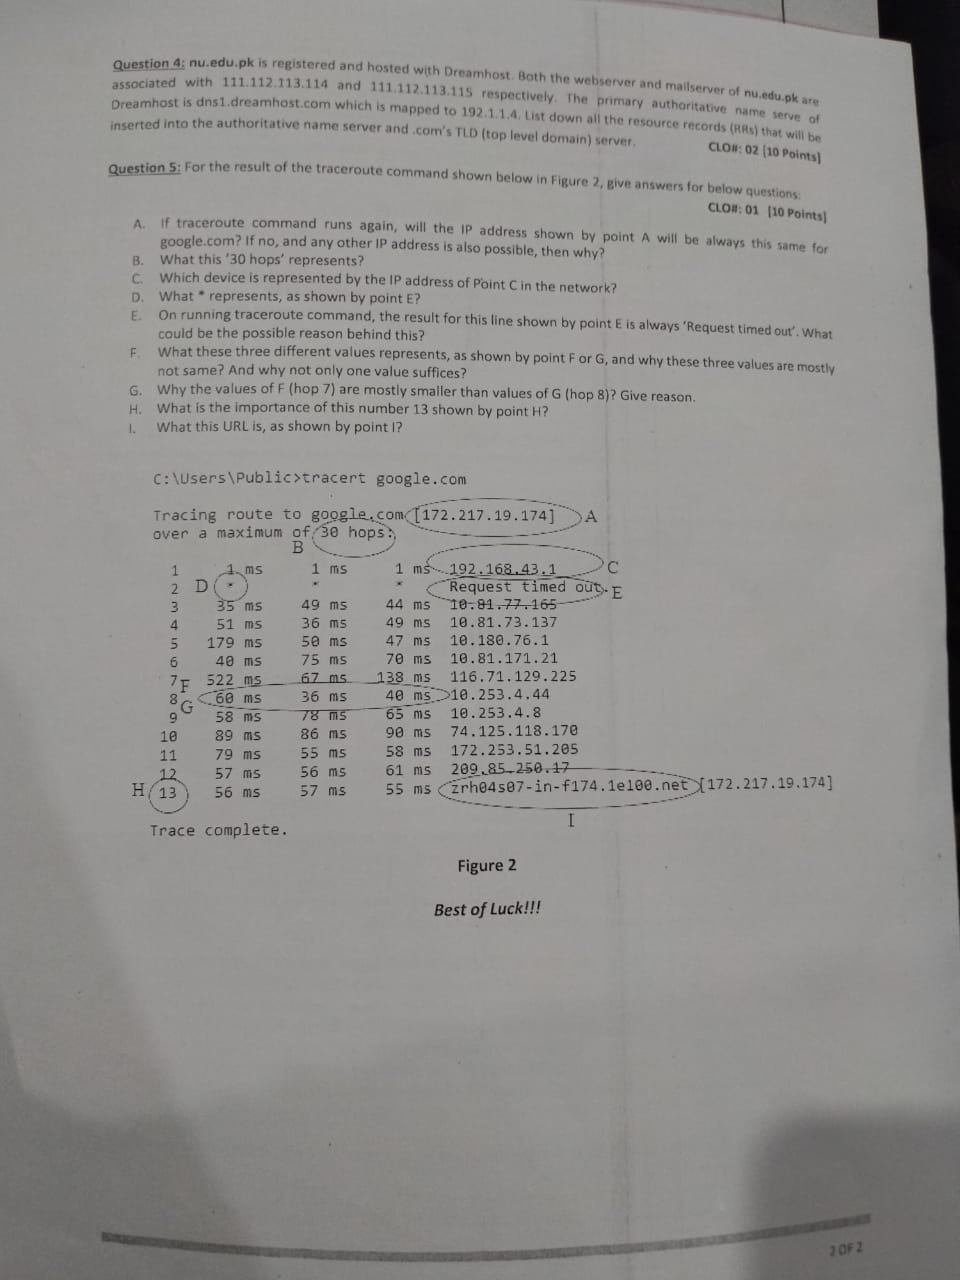 Question 4: nu.edu.pk is registered and hosted with Dreamhost. Both the webserver and mailserver of nu.edu.pk are
associated with 111.112.113.114 and 111.112.113.115 respectively. The primary authoritative name serve of
Dreamhost is dns1.dreamhost.com which is mapped to 192.1.1.4. List down all the resource records (RRs) that will be
inserted into the authoritative name server and .com's TLD (top level domain) server.
CLO#: 02 [10 Points]
Question 5: For the result of the traceroute command shown below in Figure 2, give answers for below questions:
CLO#: 01 [10 Points]
A. If traceroute command runs again, will the IP address shown by point A will be always this same for
google.com? If no, and any other IP address is also possible, then why?
B. What this '30 hops' represents?
C. Which device is represented by the IP address of Point C in the network?
D. What * represents, as shown by point E?
E. On running traceroute command, the result for this line shown by point E is always 'Request timed out'. What
could be the possible reason behind this?
F. What these three different values represents, as shown by point F or G, and why these three values are mostly
not same? And why not only one value suffices?
G. Why the values of F (hop 7) are mostly smaller than values of G (hop 8)? Give reason.
H. What is the importance of this number 13 shown by point H?
I. What this URL is, as shown by point I?
C:\Users\Public>tracert google.com
Tracing route to google.com [172.217.19.174] A
over a maximum of 30 hops:
B
1 1 ms 1 ms 1 ms 192.168.43.1 C
2 D * * * Request timed out. E
3 35 ms 49 ms 44 ms 10.81.77.165
4 51 ms 36 ms 49 ms 10.81.73.137
5 179 ms 50 ms 47 ms 10.180.76.1
6 40 ms 75 ms 70 ms 10.81.171.21
7 F 522 ms 67 ms 138 ms 116.71.129.225
8 G 60 ms 36 ms 40 ms 10.253.4.44
9 58 ms 78 ms 65 ms 10.253.4.8
10 89 ms 86 ms 90 ms 74.125.118.170
11 79 ms 55 ms 58 ms 172.253.51.205
12 57 ms 56 ms 61 ms 209.85.250.17
H 13 56 ms 57 ms 55 ms zrh04s07-in-f174.1e100.net [172.217.19.174]
I
Trace complete.
Figure 2
Best of Luck!!!
2 OF 2